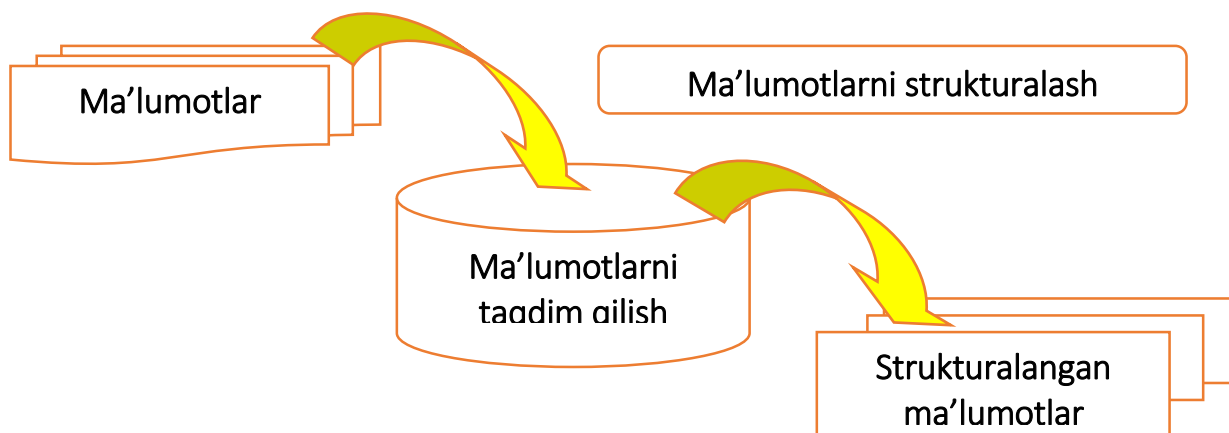 Ma’lumotlar
Ma’lumotlarni strukturalash
Ma’lumotlarni
taqdim qilish
Strukturalangan
ma’lumotlar